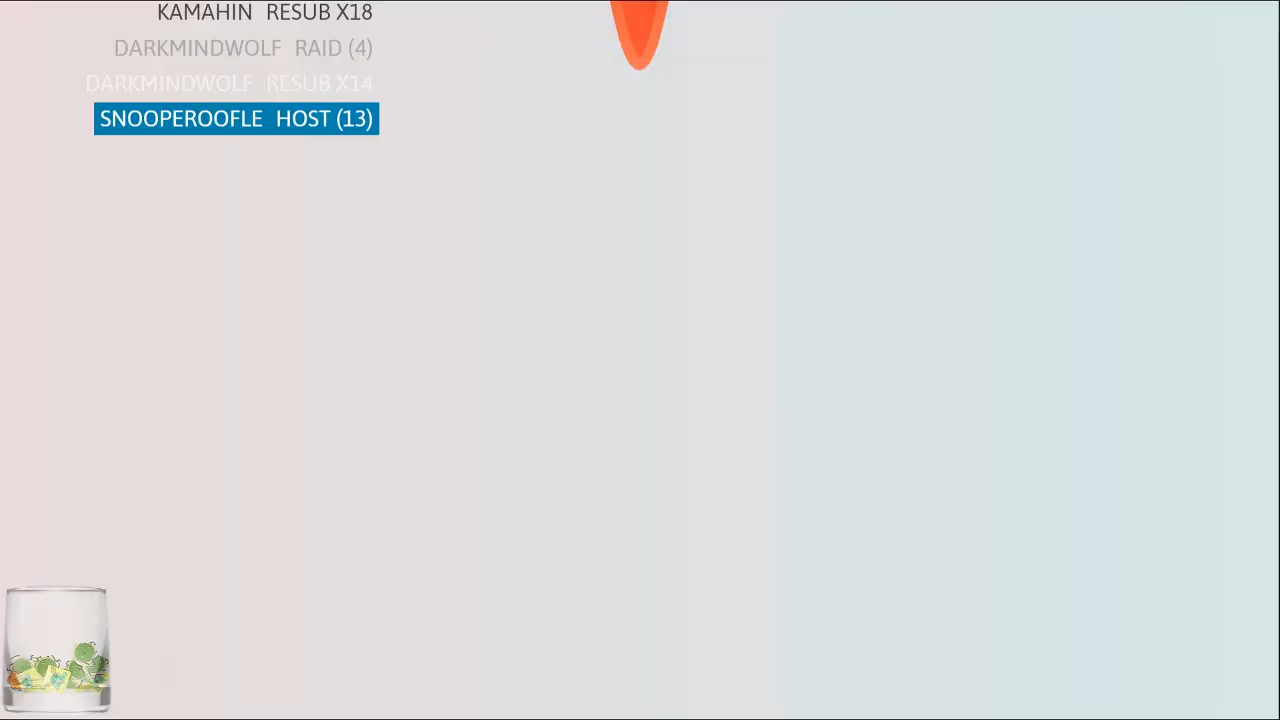 KAMAHIN RESUB X18
DARKMINDWOLF RAID (4)
DARKMINDWOLF RESUB X14
SNOOPEROOFLE HOST (13)